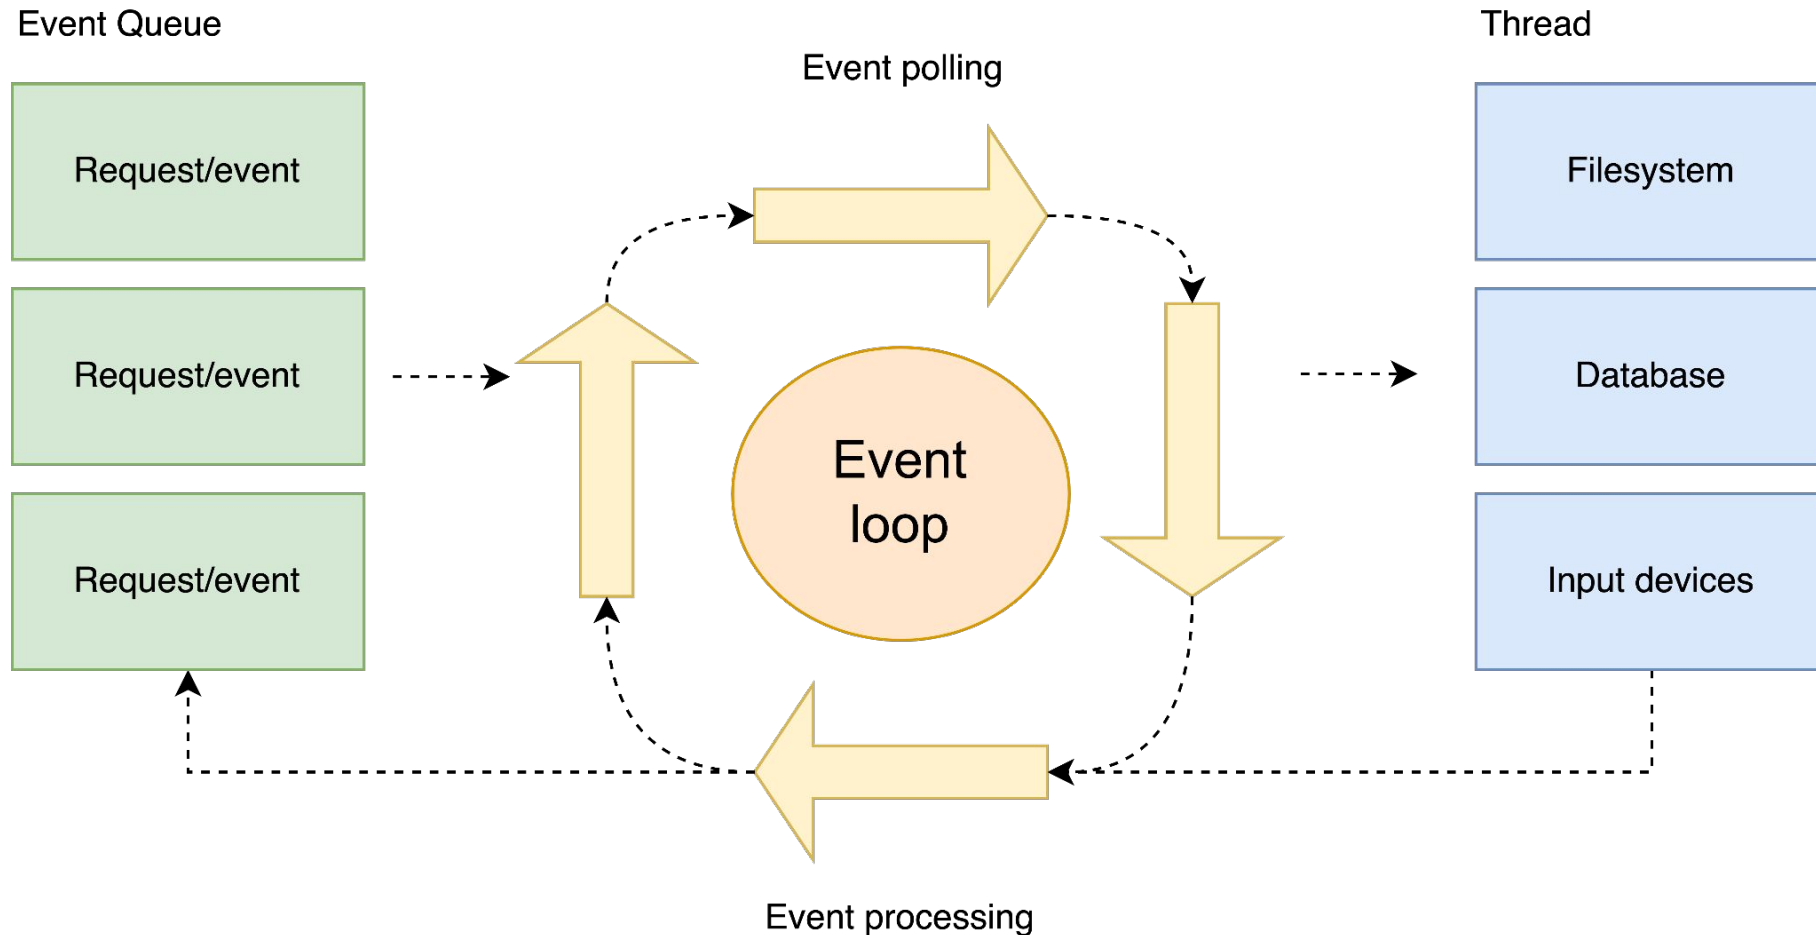 Event Queue
Thread
Event polling
Request/event
Filesystem
Request/event
Database
Event
loop
Request/event
Input devices
Event processing